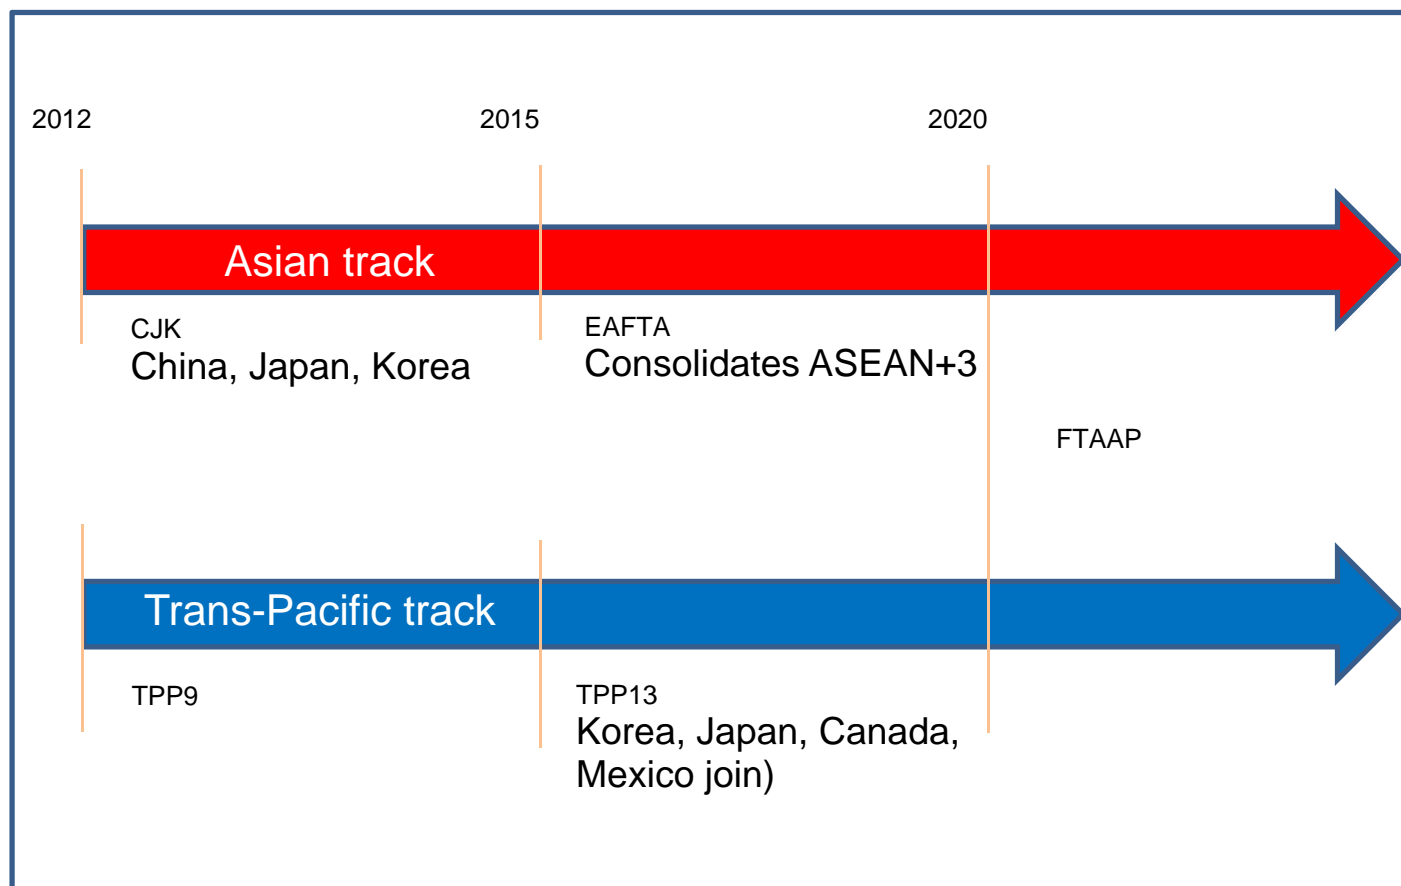 2012
2015
2020
Asian track
CJK
China, Japan, Korea
EAFTA
Consolidates ASEAN+3
FTAAP
Trans-Pacific track
TPP9
TPP13
Korea, Japan, Canada,
Mexico join)